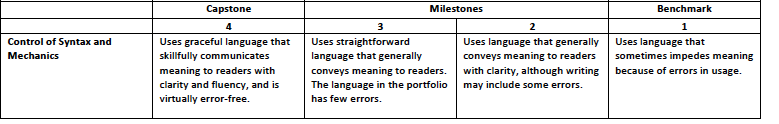 Capstone Milestones Benchmark
4 3 2 1
Control of Syntax and
Mechanics
Uses graceful language that
skillfully communicates
meaning to readers with
clarity and fluency, and is
virtually error-free.
Uses straightforward
language that generally
conveys meaning to readers.
The language in the portfolio
has few errors.
Uses language that generally
conveys meaning to readers
with clarity, although writing
may include some errors.
Uses language that
sometimes impedes meaning
because of errors in usage.